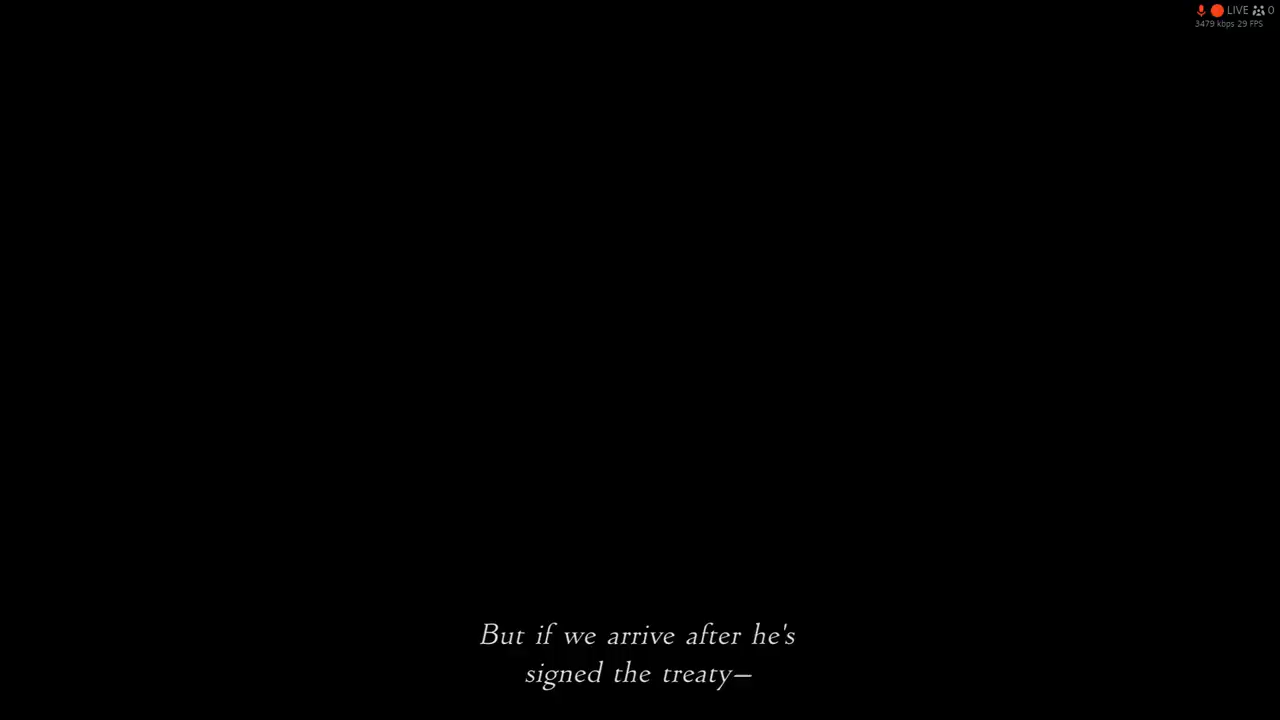 LIVE 0
3479 kbps 29 FPS
But if we arrive after he's
signed the treaty—